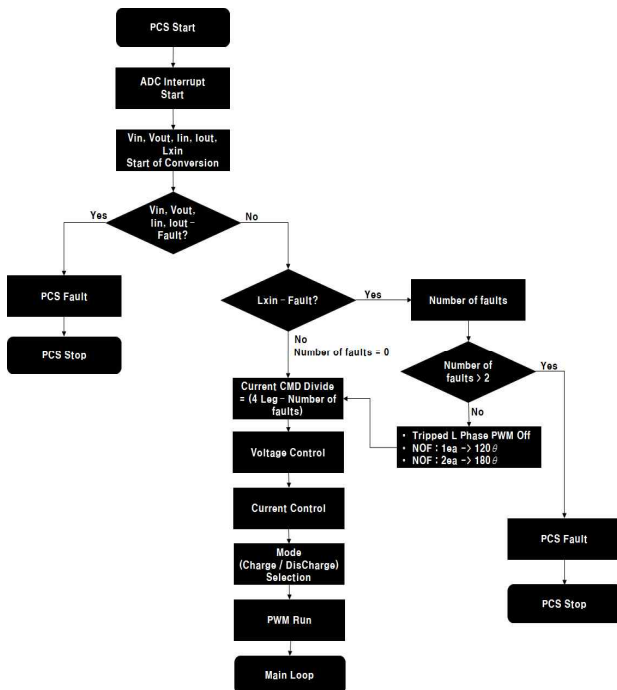 PCS Start
ADC Interrupt
Start
Vin, Vout, Iin, Iout,
Lxin
Start of Conversion
Yes
Vin, Vout,
Iin, Iout –
Fault?
No
PCS Fault
PCS Stop
Lxin – Fault?
Yes
Number of faults
No
Number of faults = 0
Number of
faults > 2
Yes
No
Current CMD Divide
= (4 Leg – Number of
faults)
• Tripped L Phase PWM Off
• NOF : 1ea -> 120θ
• NOF : 2ea -> 180θ
Voltage Control
Current Control
PCS Fault
Mode
(Charge / DisCharge)
Selection
PCS Stop
PWM Run
Main Loop